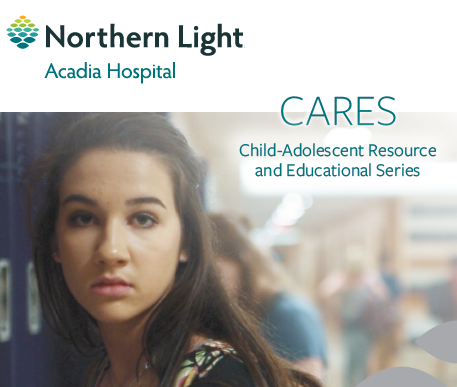 Northern Light
Acadia Hospital
CARES
Child-Adolescent Resource
and Educational Series